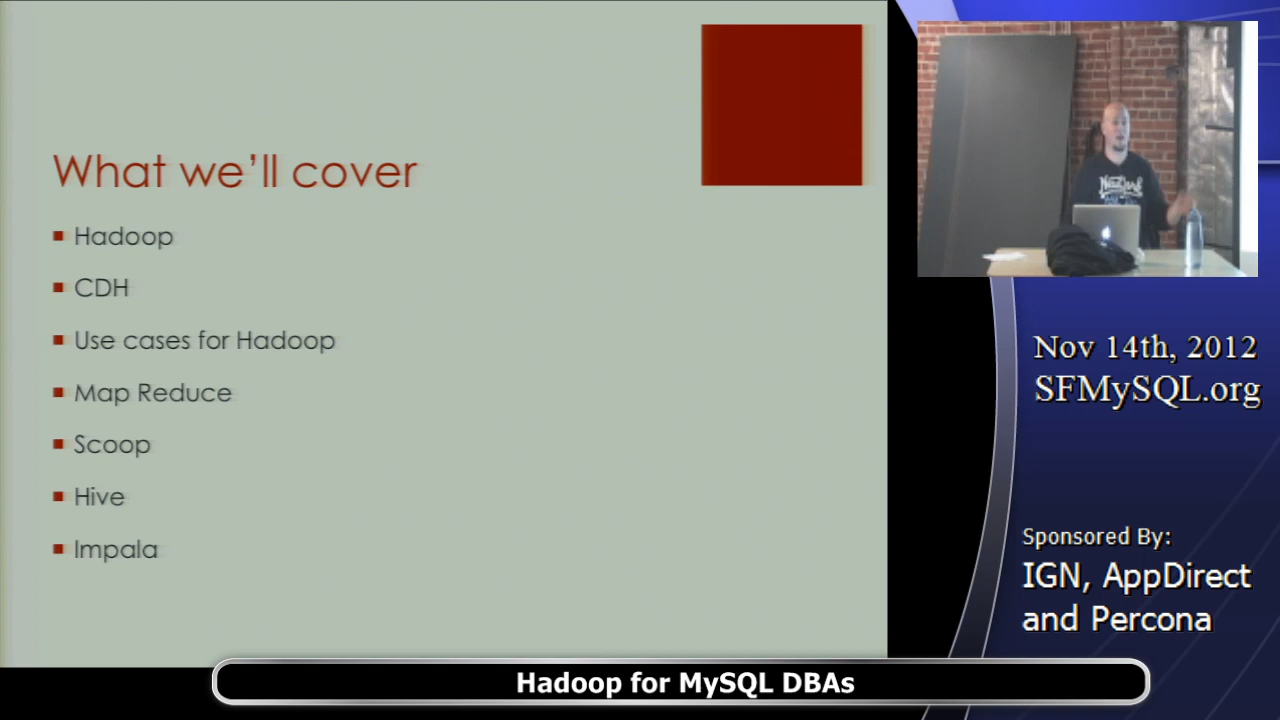 What we'll cover
Hadoop
CDH
Use cases for Hadoop
Map Reduce
Scoop
Hive
Impala
Nov 14th, 2012
SFMySQL.org
Sponsored By:
IGN, AppDirect
and Percona
Hadoop for MySQL DBAs